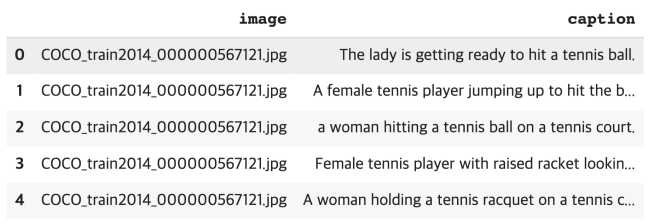 image caption
0 COCO_train2014_000000567121.jpg The lady is getting ready to hit a tennis ball.
1 COCO_train2014_000000567121.jpg A female tennis player jumping up to hit the b...
2 COCO_train2014_000000567121.jpg a woman hitting a tennis ball on a tennis court.
3 COCO_train2014_000000567121.jpg Female tennis player with raised racket lookin...
4 COCO_train2014_000000567121.jpg A woman holding a tennis racquet on a tennis c...